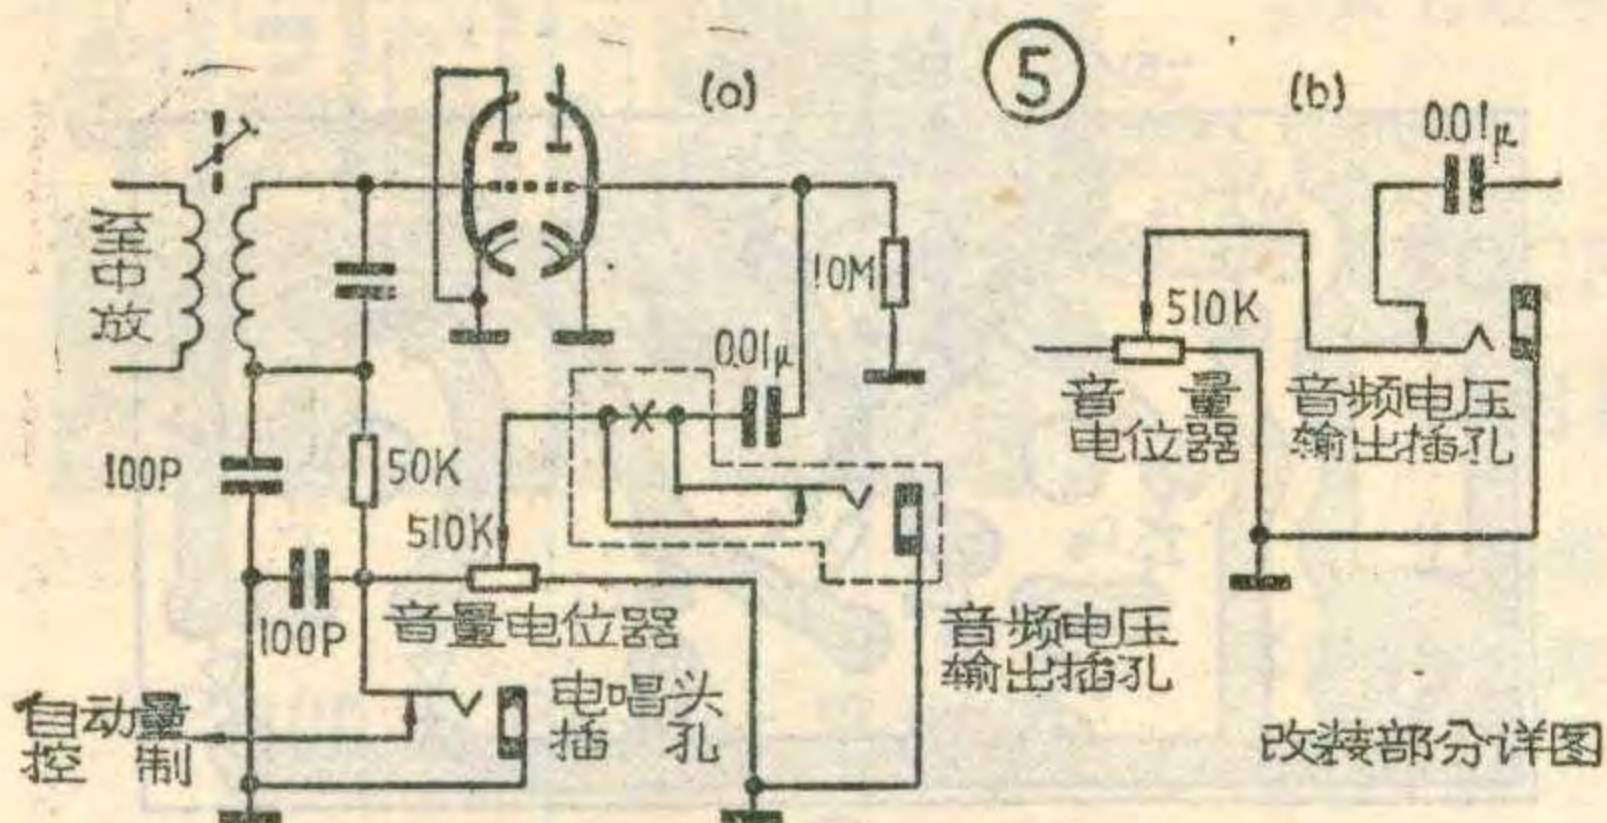 (a)
⑤
(b)
0.01μ
至
中
放
10M
510K
0.01μ
音 量
电位器
音频电压
输出插孔
100P
50K
510K
100P
音量电位器
音频电压
输出插孔
自动量
控 制
电唱头
插 孔
改装部分详图